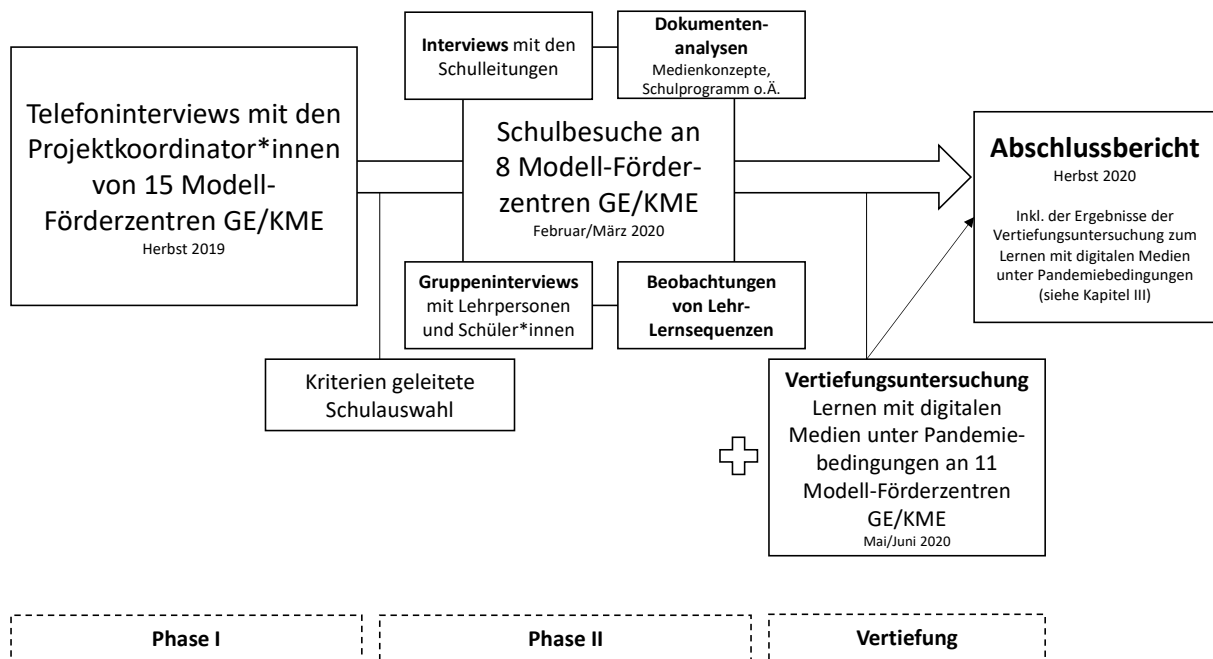 Telefoninterviews mit den
Projektkoordinator*innen
von 15 Modell-
Förderzentren GE/KME
Herbst 2019
Kriterien geleitete
Schulauswahl
Interviews mit den
Schulleitungen
Dokumenten-
analysen
Medienkonzepte,
Schulprogramm o.Ä.
Schulbesuche an
8 Modell-Förder-
zentren GE/KME
Februar/März 2020
Gruppeninterviews
mit Lehrpersonen
und Schüler*innen
Beobachtungen
von Lehr-
Lernsequenzen
Vertiefungsuntersuchung
Lernen mit digitalen
Medien unter Pandemie-
bedingungen an 11
Modell-Förderzentren
GE/KME
Mai/Juni 2020
Abschlussbericht
Herbst 2020
Inkl. der Ergebnisse der
Vertiefungsuntersuchung zum
Lernen mit digitalen Medien
unter Pandemiebedingungen
(siehe Kapitel III)
Phase I
Phase II
Vertiefung